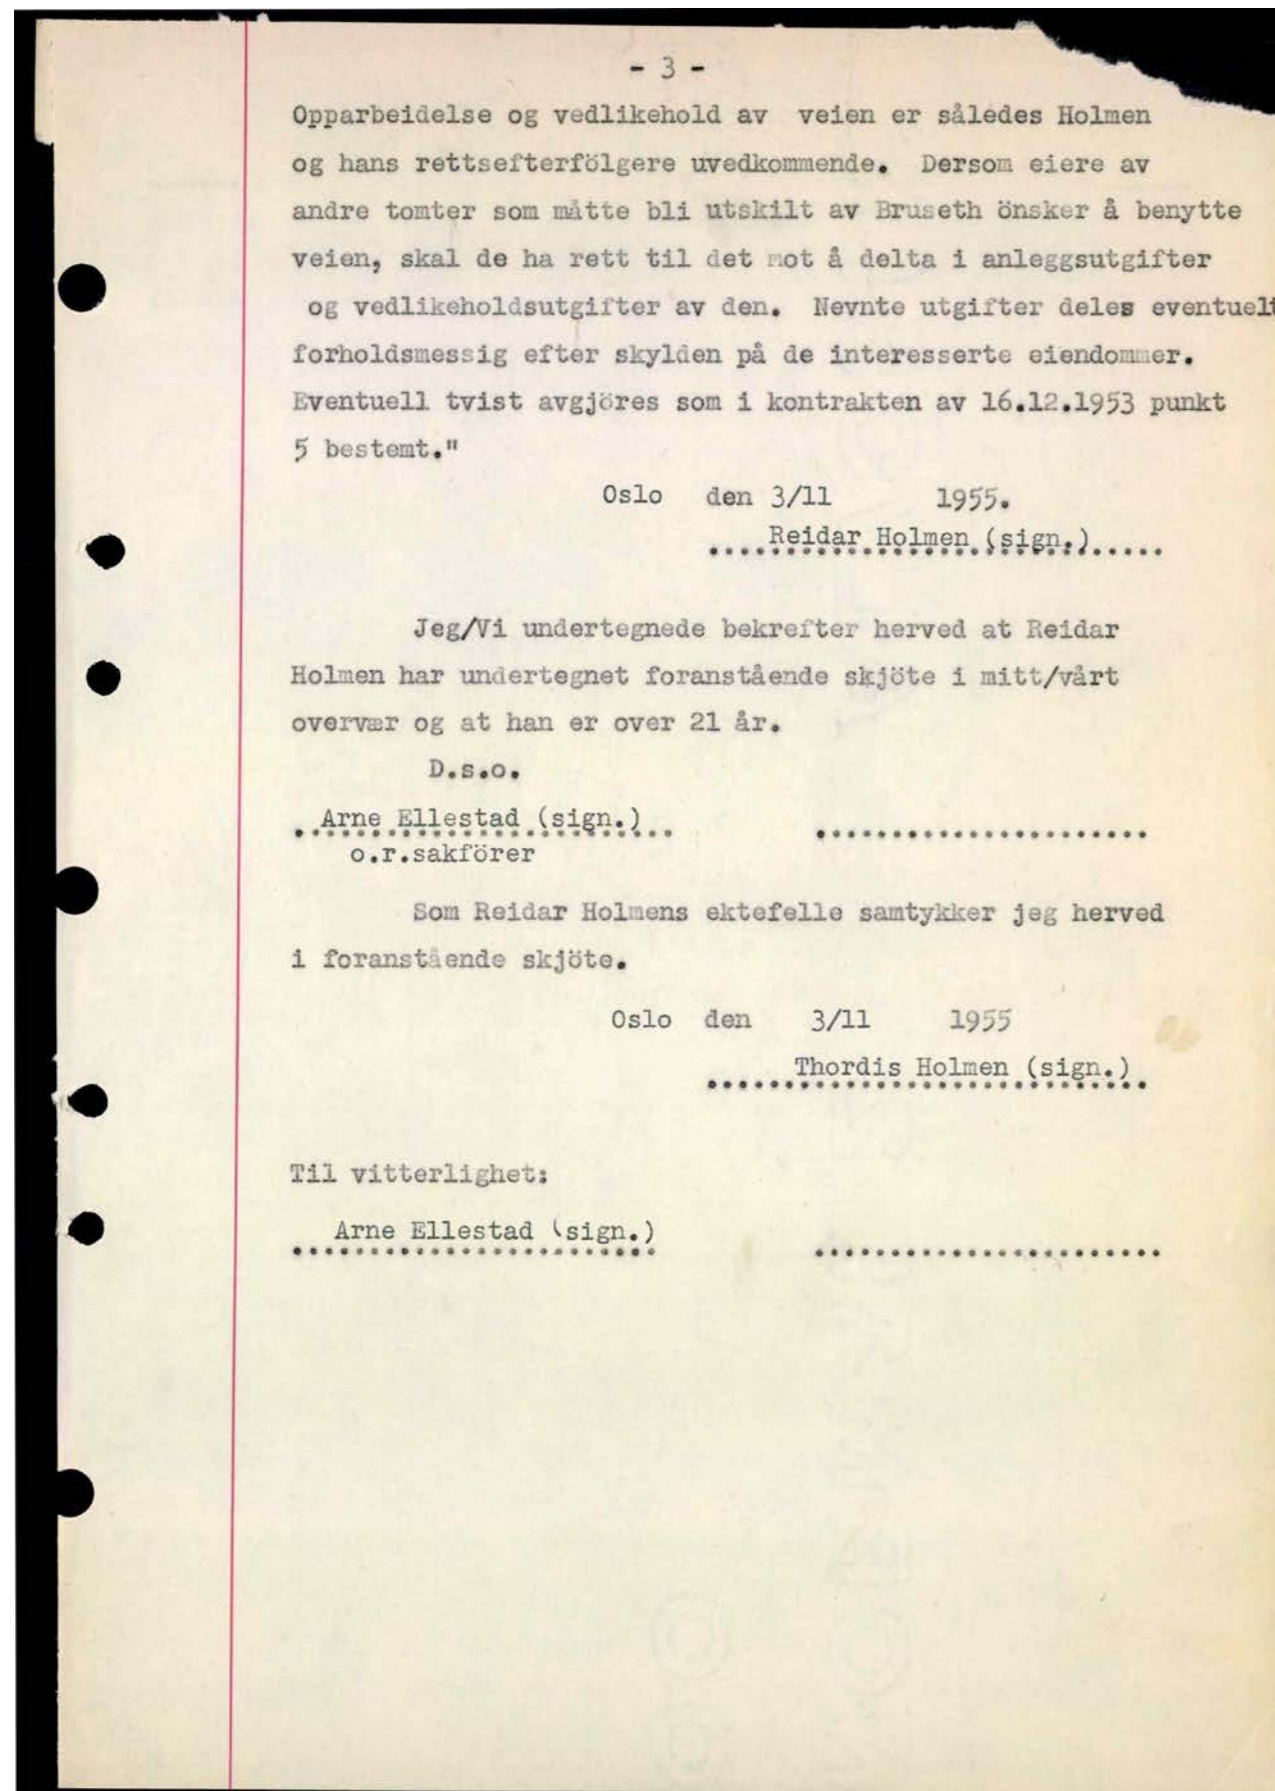 - 3 -
Opparbeidelse og vedlikehold av veien er således Holmen
og hans rettsefterfölgere uvedkommende. Dersom eiere av
andre tomter som måtte bli utskilt av Bruseth önsker å benytte
veien, skal de ha rett til det mot å delta i anleggsutgifter
og vedlikeholdsutgifter av den. Nevnte utgifter deles eventuelt
forholdsmessig efter skylden på de interesserte eiendommer.
Eventuell tvist avgjöres som i kontrakten av 16.12.1953 punkt
5 bestemt."
Oslo den 3/11 1955.
Reidar Holmen (sign.)
Jeg/Vi undertegnede bekrefter herved at Reidar
Holmen har undertegnet foranstående skjöte i mitt/vårt
overvær og at han er over 21 år.
D.s.o.
Arne Ellestad (sign.)
o.r.sakförer
Som Reidar Holmens ektefelle samtykker jeg herved
i foranstående skjöte.
Oslo den 3/11 1955
Thordis Holmen (sign.)
Til vitterlighet:
Arne Ellestad (sign.)